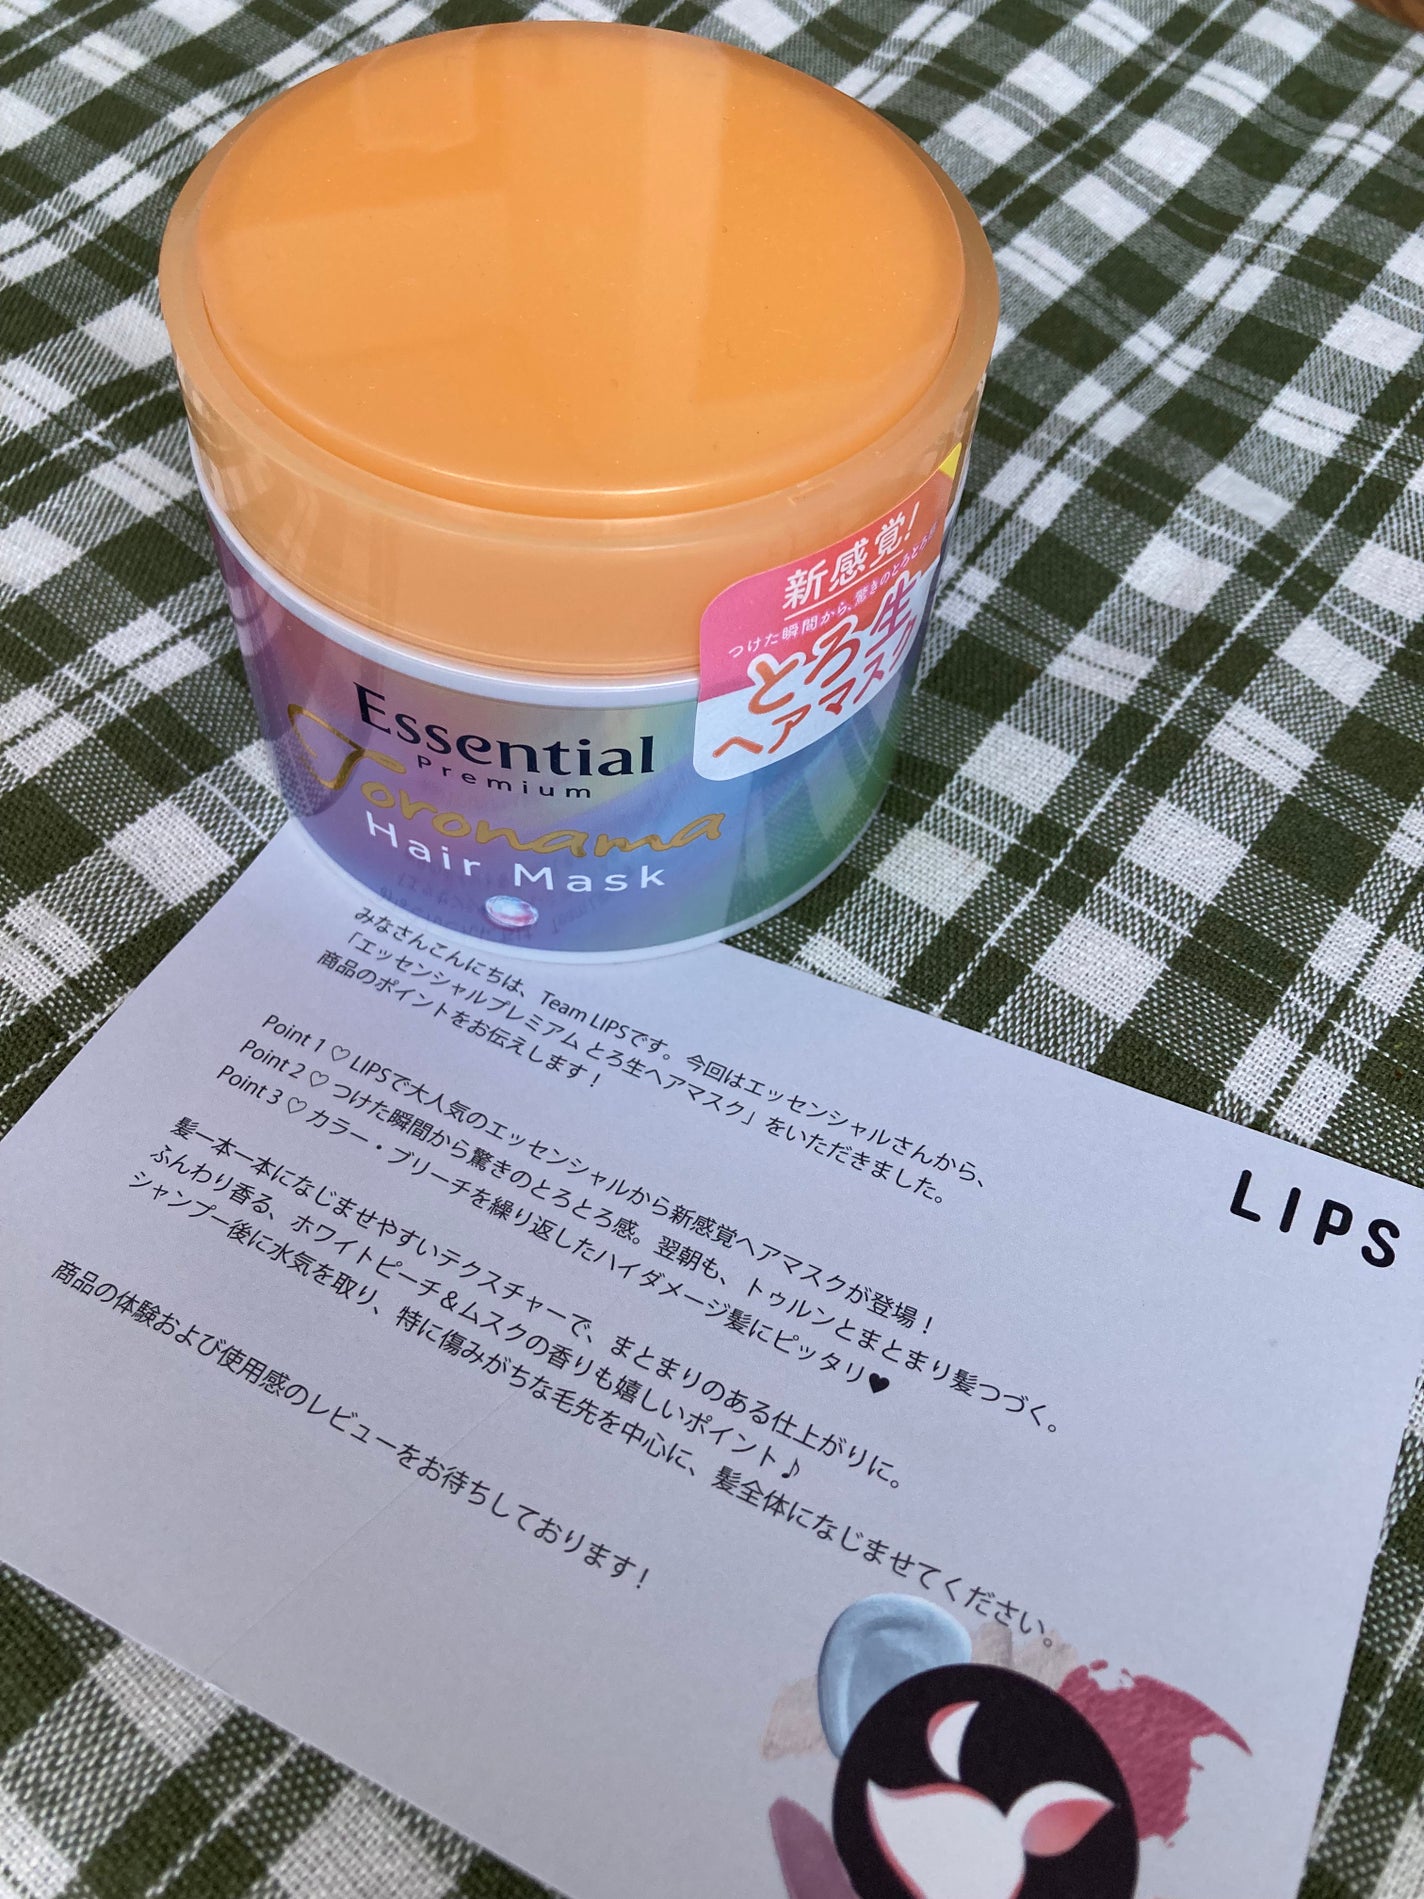 新感覚!
つけた瞬間から、驚きのとろとろ感
とろ生
ヘアマスク
Essential
Premium
Toronama
Hair Mask
みなさんこんにちは、Team LIPSです。今回はエッセンシャルさんから、
「エッセンシャルプレミアム とろ生ヘアマスク」をいただきました。
商品のポイントをお伝えします！
LIPS
Point 1 ♡ LIPSで大人気のエッセンシャルから新感覚ヘアマスクが登場！
Point 2 ♡ つけた瞬間から驚きのとろとろ感。翌朝も、トゥルンとまとまり髪つづく。
Point 3 ♡ カラー・ブリーチを繰り返したハイダメージ髪にピッタリ♥
髪一本一本になじませやすいテクスチャーで、まとまりのある仕上がりに。
ふんわり香る、ホワイトピーチ＆ムスクの香りも嬉しいポイント♪
シャンプー後に水気を取り、特に傷みがちな毛先を中心に、髪全体になじませてください。
商品の体験および使用感のレビューをお待ちしております！